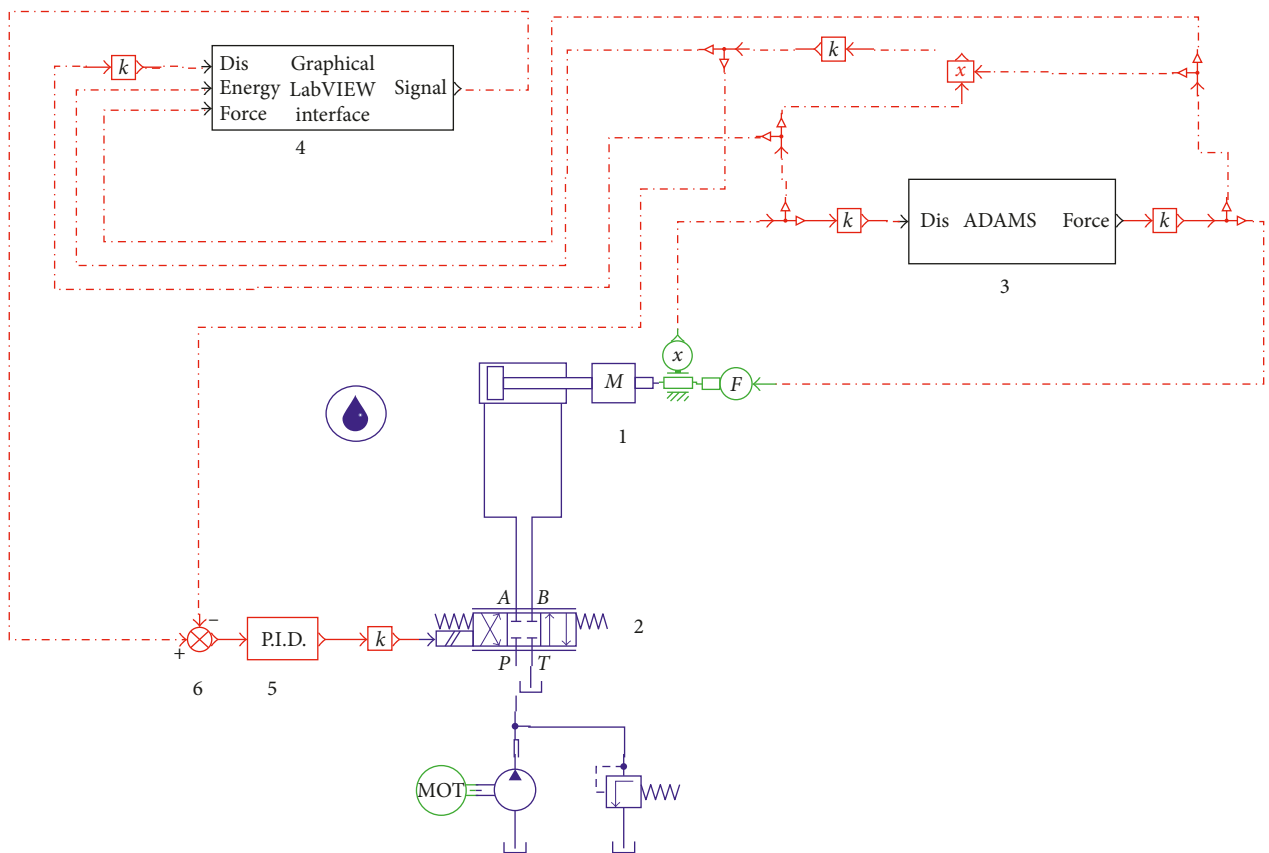 k
Dis Graphical
Energy LabVIEW Signal
Force interface
4
k
x
k
Dis ADAMS Force
k
3
x
M
F
1
A B
2
+ −
P.I.D.
k
P T
6
5
MOT